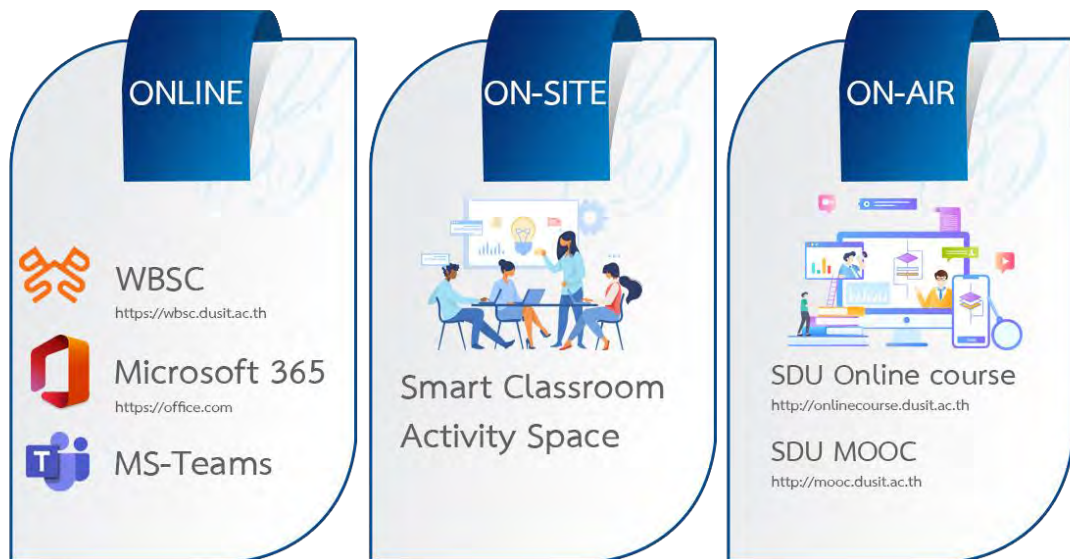 ONLINE
WBSC
https://wbsc.dusit.ac.th
Microsoft 365
https://office.com
T
MS-Teams
ON-SITE
Smart Classroom
Activity Space
ON-AIR
SDU Online course
http://onlinecourse.dusit.ac.th
SDU MOOC
http://mooc.dusit.ac.th